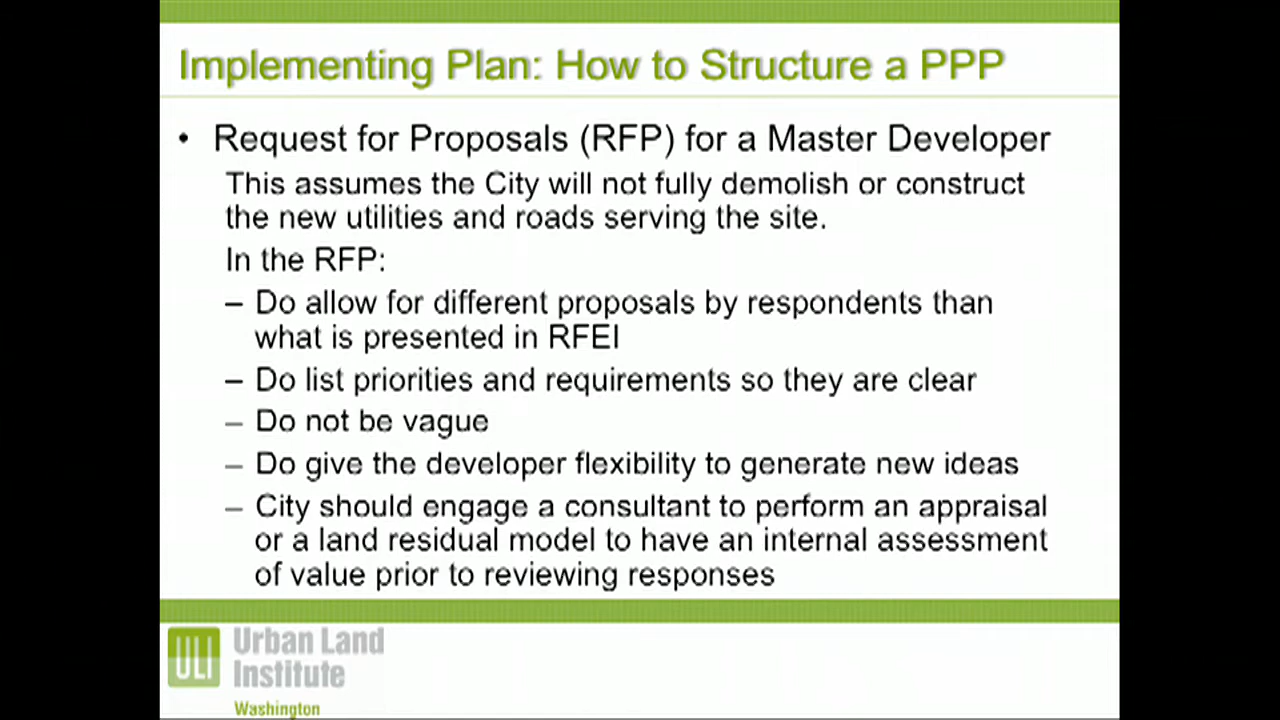 Implementing Plan: How to Structure a PPP
• Request for Proposals (RFP) for a Master Developer
This assumes the City will not fully demolish or construct
the new utilities and roads serving the site.
In the RFP:
– Do allow for different proposals by respondents than
what is presented in RFEI
– Do list priorities and requirements so they are clear
– Do not be vague
– Do give the developer flexibility to generate new ideas
– City should engage a consultant to perform an appraisal
or a land residual model to have an internal assessment
of value prior to reviewing responses
ULI Urban Land
Institute
Washington